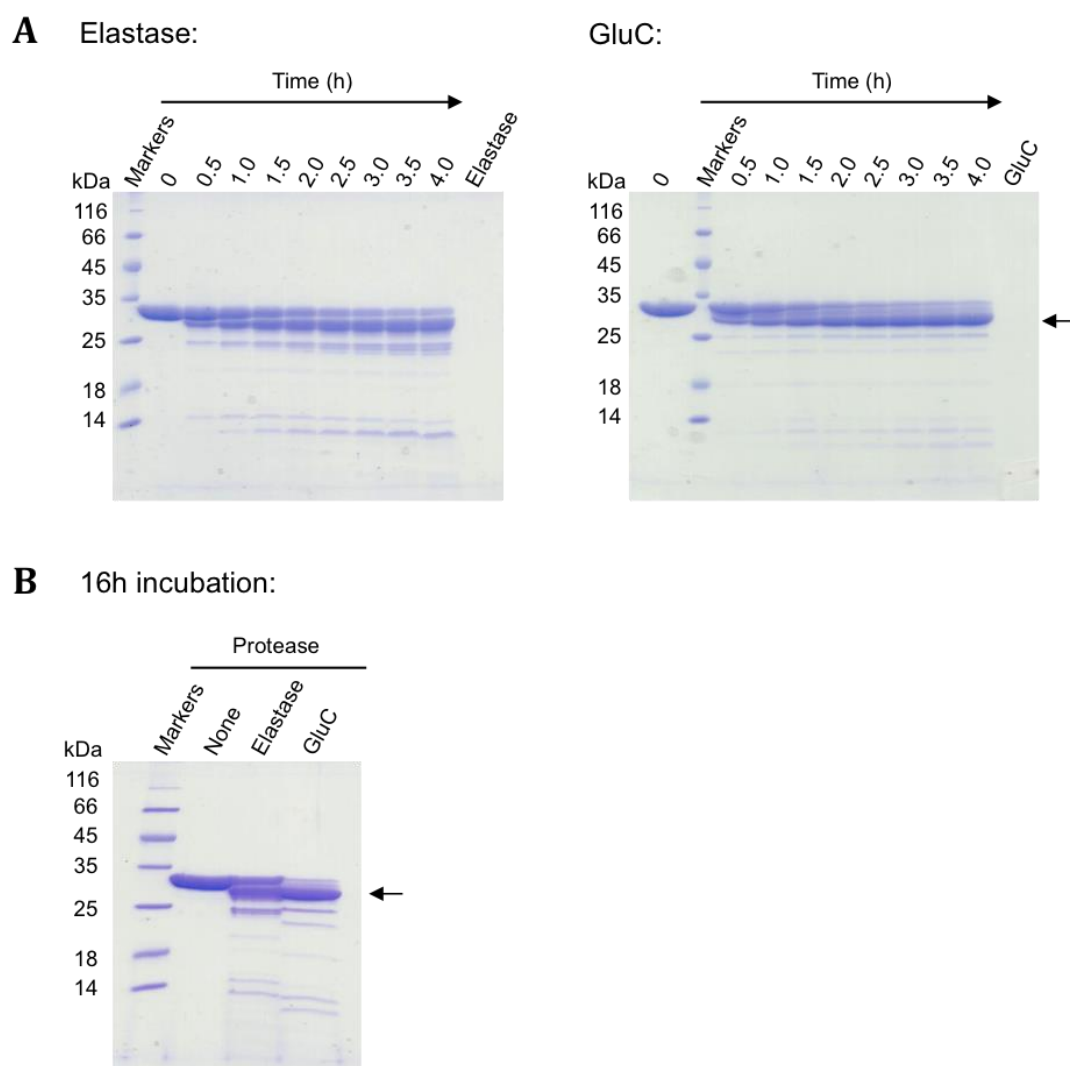 A Elastase:
Time (h)
Markers 0 0.5 1.0 1.5 2.0 2.5 3.0 3.5 4.0 Elastase
kDa
116
66
45
35
25
18
14
GluC:
Time (h)
0 Markers 0.5 1.0 1.5 2.0 2.5 3.0 3.5 4.0 GluC
kDa
116
66
45
35
25
18
14
B 16h incubation:
Protease
Markers None Elastase GluC
kDa
116
66
45
35
25
18
14